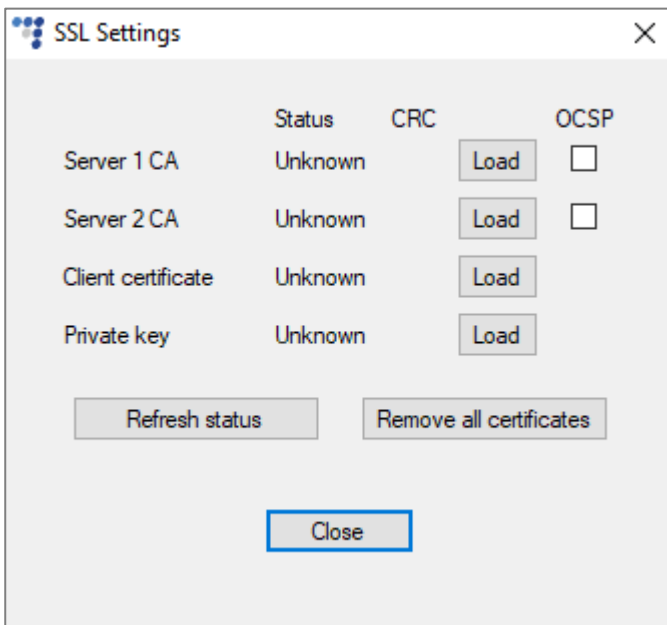 SSL Settings
Status CRC OCSP
Server 1 CA Unknown Load
Server 2 CA Unknown Load
Client certificate Unknown Load
Private key Unknown Load
Refresh status Remove all certificates
Close